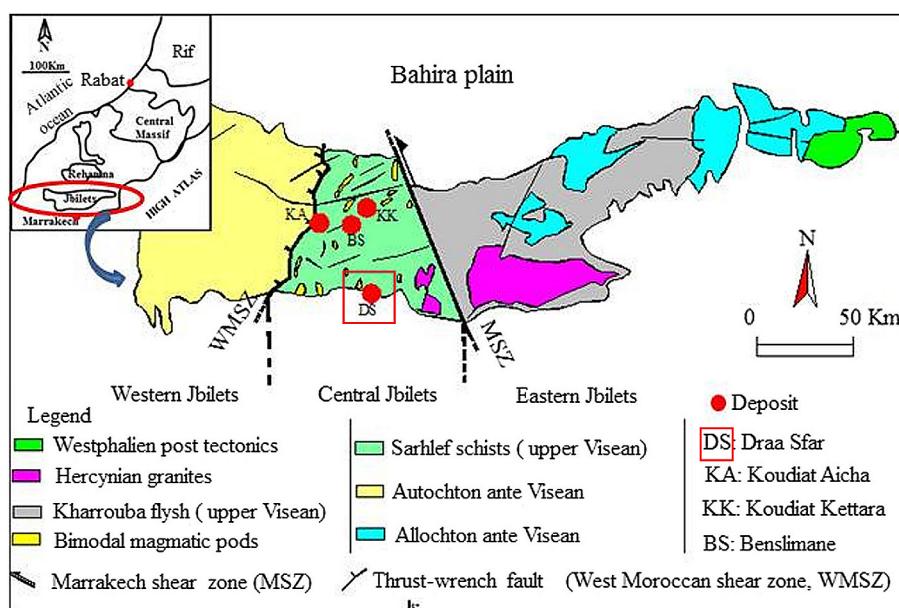 N
100Km
Rif
Rabat
Atlantic
ocean
Central
Massif
Rehamna
Jbilets
Marrakech
HIGH ATLAS
Bahira plain
KA
KK
BS
DS
WMSZ
MSZ
N
0 50 Km
Western Jbilets Central Jbilets Eastern Jbilets
Legend
Westphalien post tectonics
Hercynian granites
Kharrouba flysh ( upper Visean)
Bimodal magmatic pods
Sarhlef schists ( upper Visean)
Autochton ante Visean
Allochton ante Visean
Deposit
DS: Draa Sfar
KA: Koudiat Aicha
KK: Koudiat Kettara
BS: Benslimane
Marrakech shear zone (MSZ)
Thrust-wrench fault (West Moroccan shear zone, WMSZ)